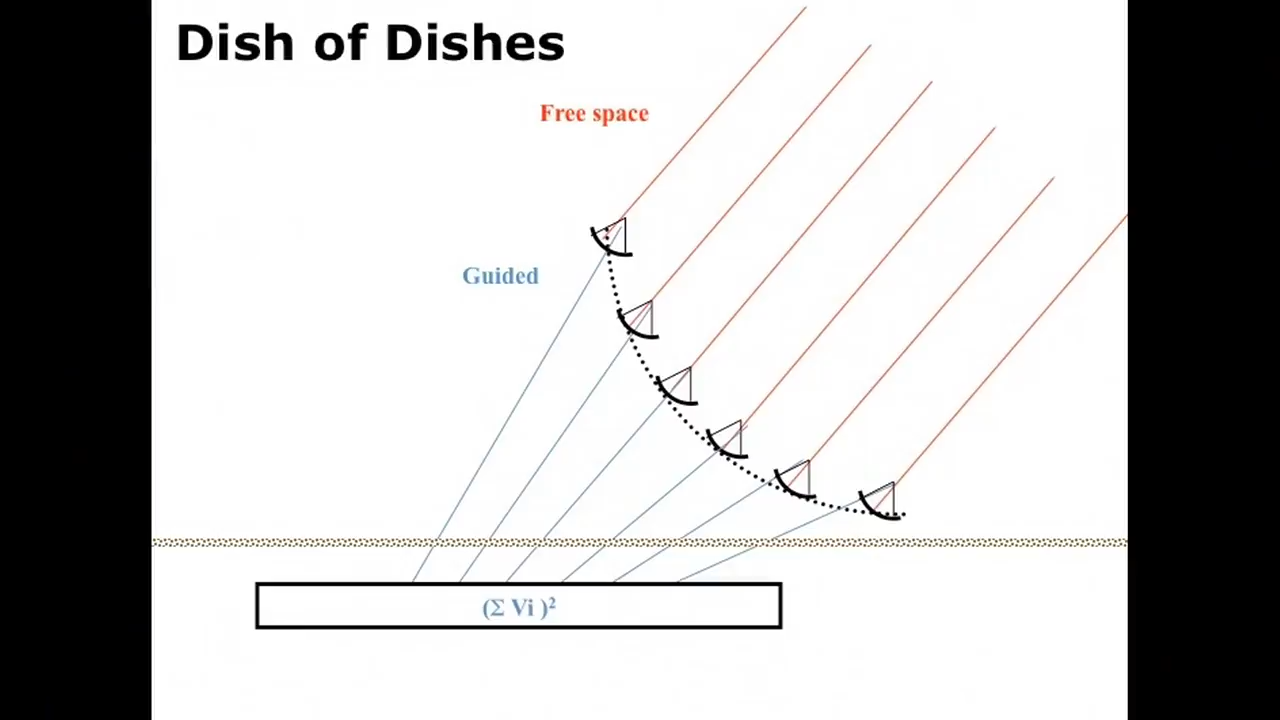 Dish of Dishes
Free space
Guided
(Σ Vi )²